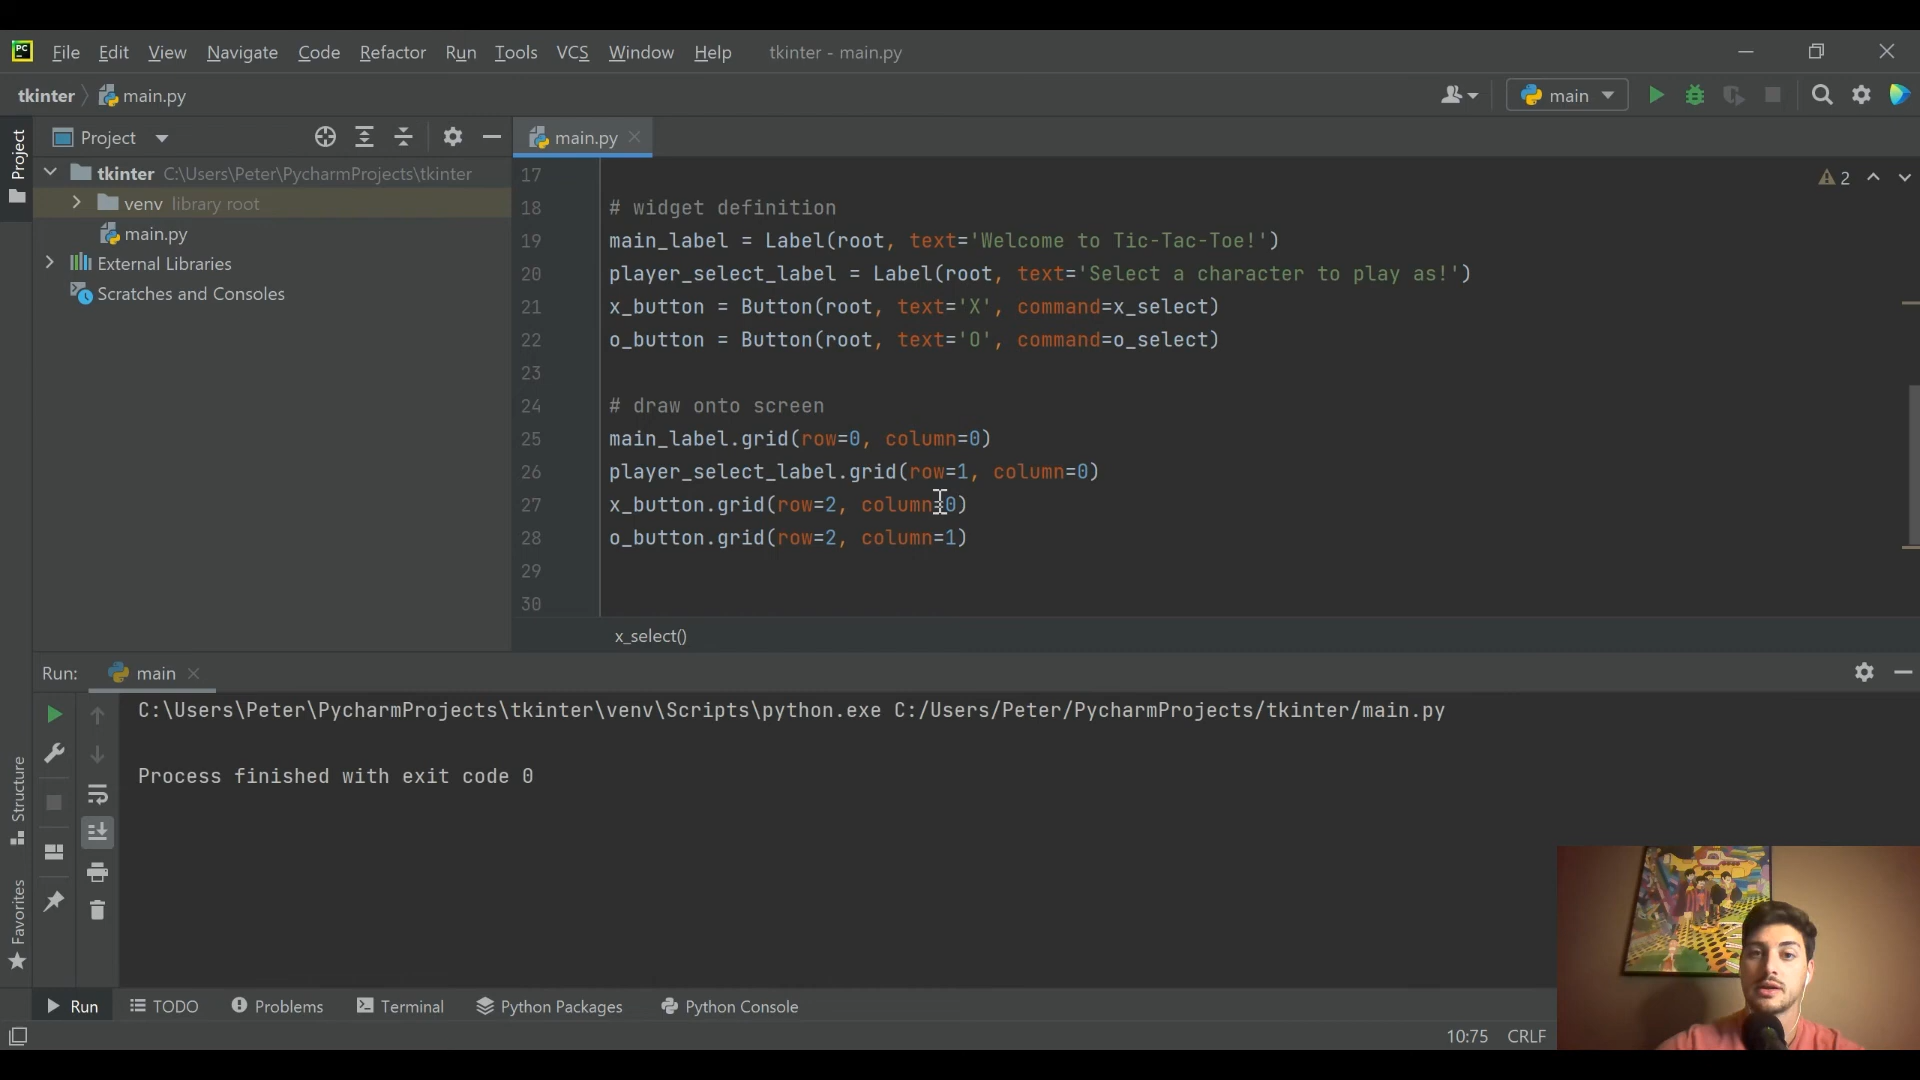 PC File Edit View Navigate Code Refactor Run Tools VCS Window Help tkinter - main.py
tkinter main.py main
Project main.py
tkinter C:\Users\Peter\PycharmProjects\tkinter
venv library root
main.py
External Libraries
Scratches and Consoles
Project
Structure
Favorites
2
17
18 # widget definition
19 main_label = Label(root, text='Welcome to Tic-Tac-Toe!')
20 player_select_label = Label(root, text='Select a character to play as!')
21 x_button = Button(root, text='X', command=x_select)
22 o_button = Button(root, text='O', command=o_select)
23
24 # draw onto screen
25 main_label.grid(row=0, column=0)
26 player_select_label.grid(row=1, column=0)
27 x_button.grid(row=2, column=0)
28 o_button.grid(row=2, column=1)
29
30
x_select()
Run: main
C:\Users\Peter\PycharmProjects\tkinter\venv\Scripts\python.exe C:/Users/Peter/PycharmProjects/tkinter/main.py
Process finished with exit code 0
Run TODO Problems Terminal Python Packages Python Console
10:75 CRLF